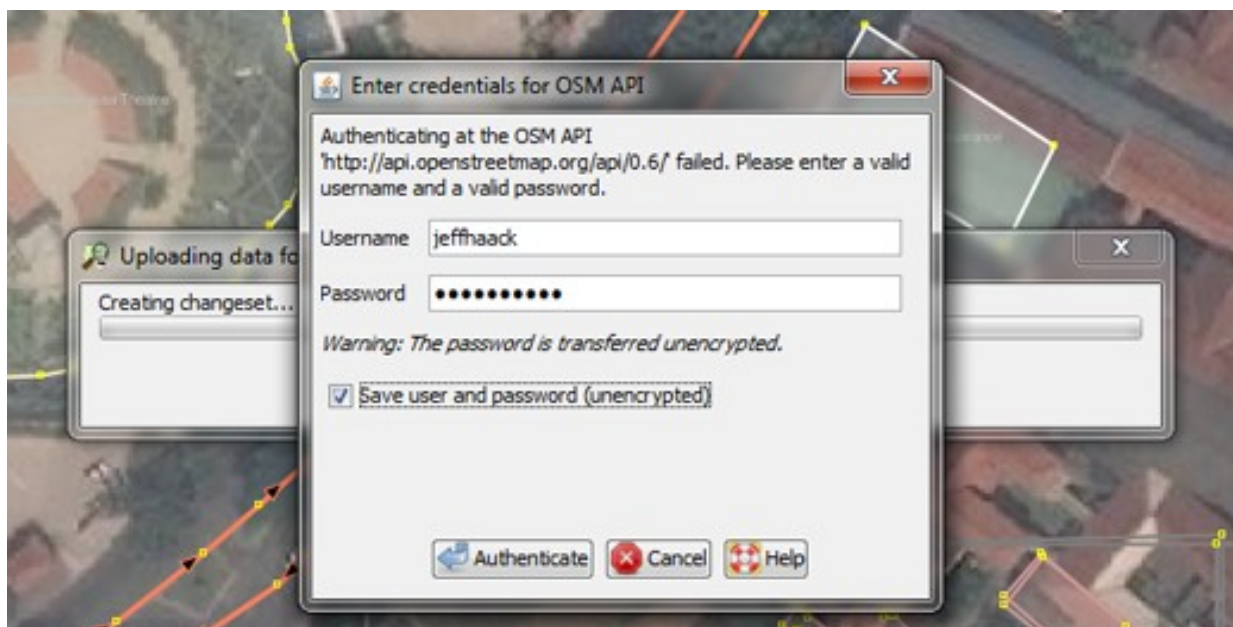 Enter credentials for OSM API
Authenticating at the OSM API
'http://api.openstreetmap.org/api/0.6/' failed. Please enter a valid
username and a valid password.
Username jeffhaack
Password ●●●●●●●●●●
Warning: The password is transferred unencrypted.
Save user and password (unencrypted)
Authenticate Cancel Help
Uploading data fo
Creating changeset...